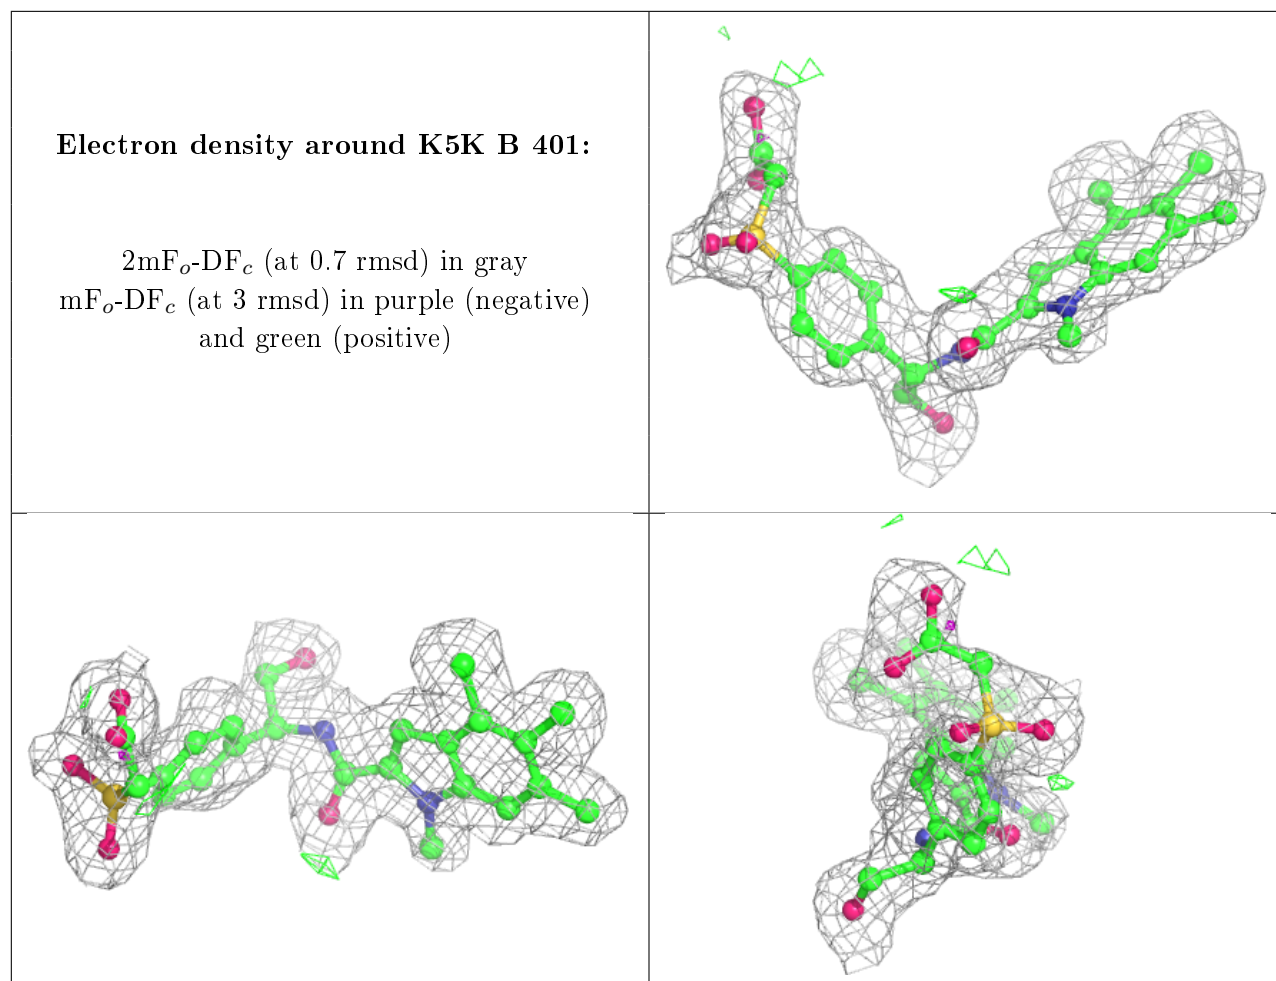 Electron density around K5K B 401:
2mFₒ-DF𝒸 (at 0.7 rmsd) in gray
mFₒ-DF𝒸 (at 3 rmsd) in purple (negative)
and green (positive)